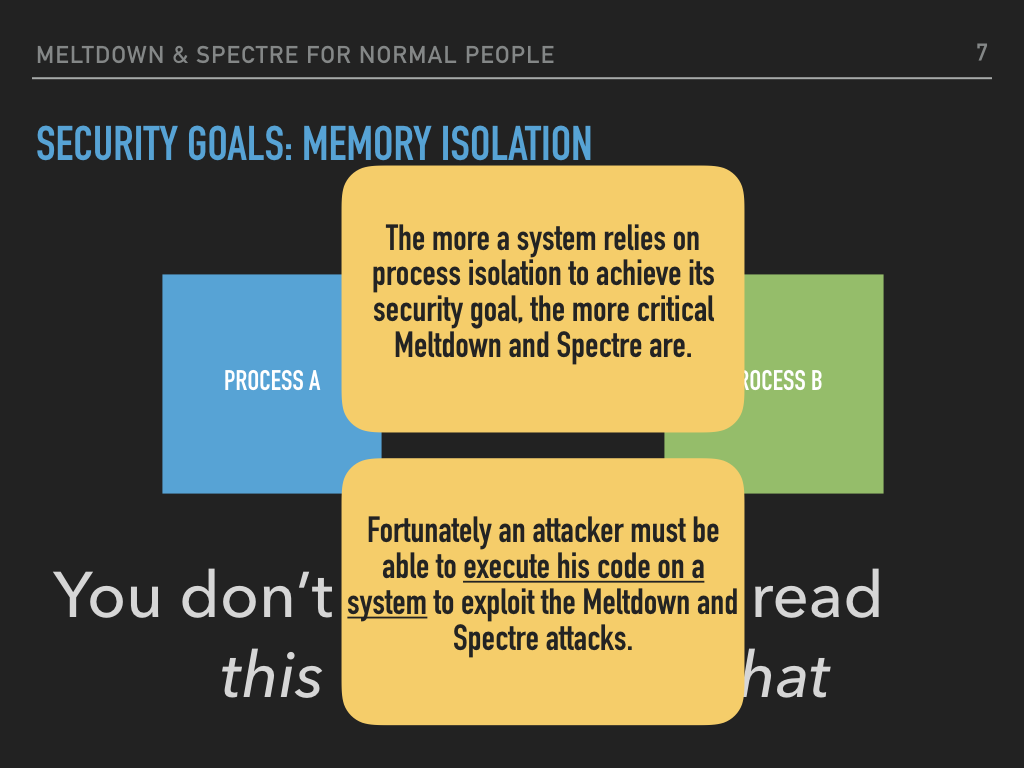 MELTDOWN & SPECTRE FOR NORMAL PEOPLE 7
SECURITY GOALS: MEMORY ISOLATION
The more a system relies on
process isolation to achieve its
security goal, the more critical
Meltdown and Spectre are.
PROCESS A
ROCESS B
Fortunately an attacker must be
able to execute his code on a
system to exploit the Meltdown and
Spectre attacks.
You don’t read
this hat